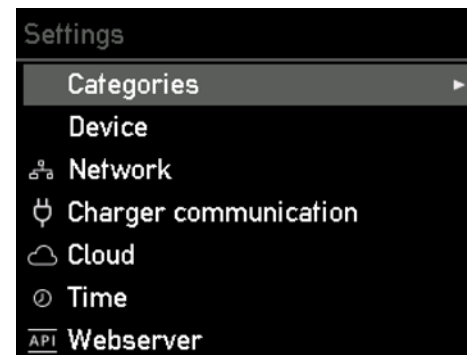 Settings
Categories
Device
Network
Charger communication
Cloud
Time
API Webserver